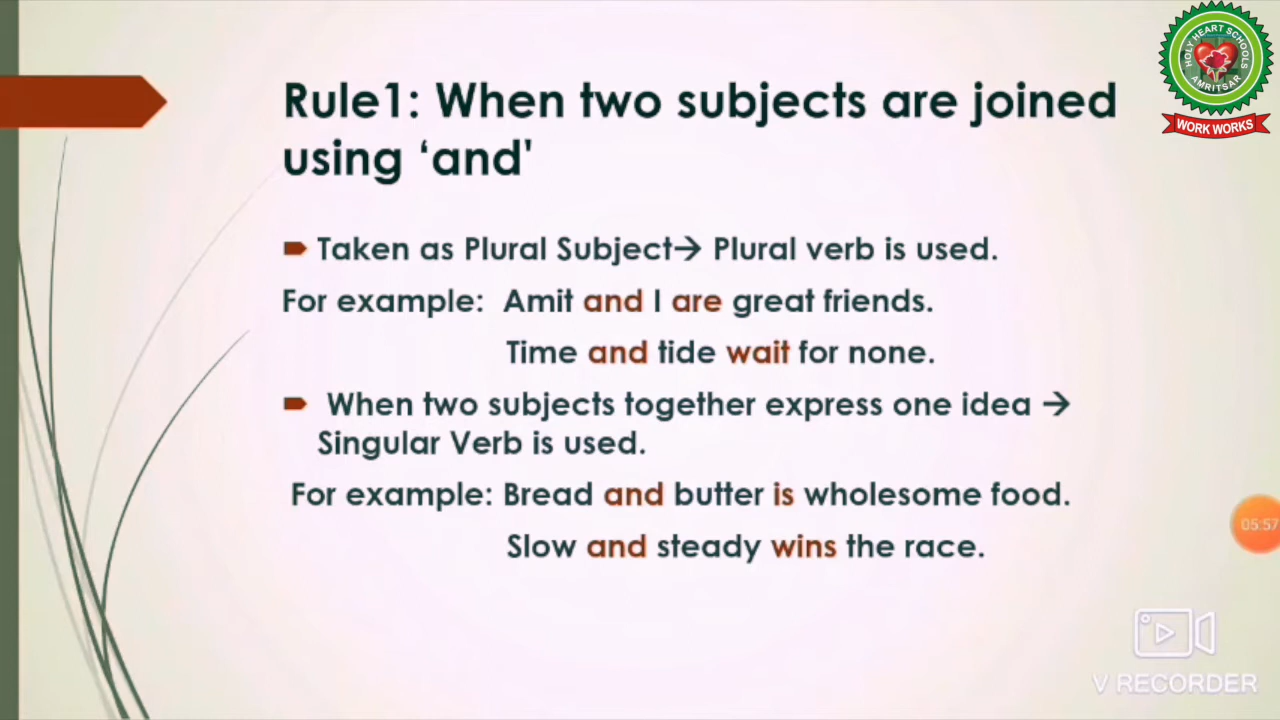 HOLY HEART SCHOOLS
AMRITSAR
WORK WORKS
Rule1: When two subjects are joined
using ‘and'
Taken as Plural Subject→ Plural verb is used.
For example: Amit and I are great friends.
Time and tide wait for none.
When two subjects together express one idea →
Singular Verb is used.
For example: Bread and butter is wholesome food.
Slow and steady wins the race.
05:57
V RECORDER